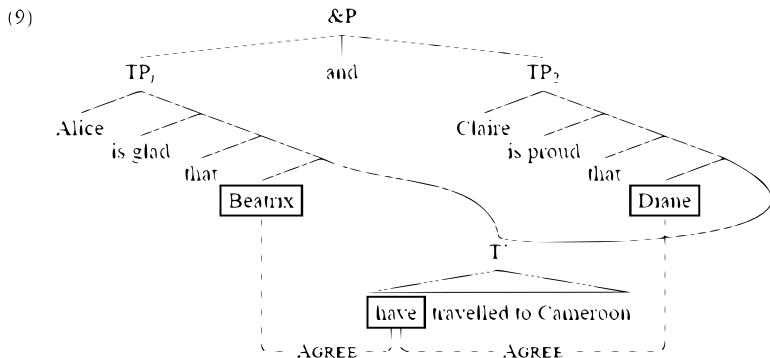 (9) &P
TP1 and TP2
Alice Claire
is glad is proud
that that
Beatrix Diane
T'
have travelled to Cameroon
AGREE AGREE